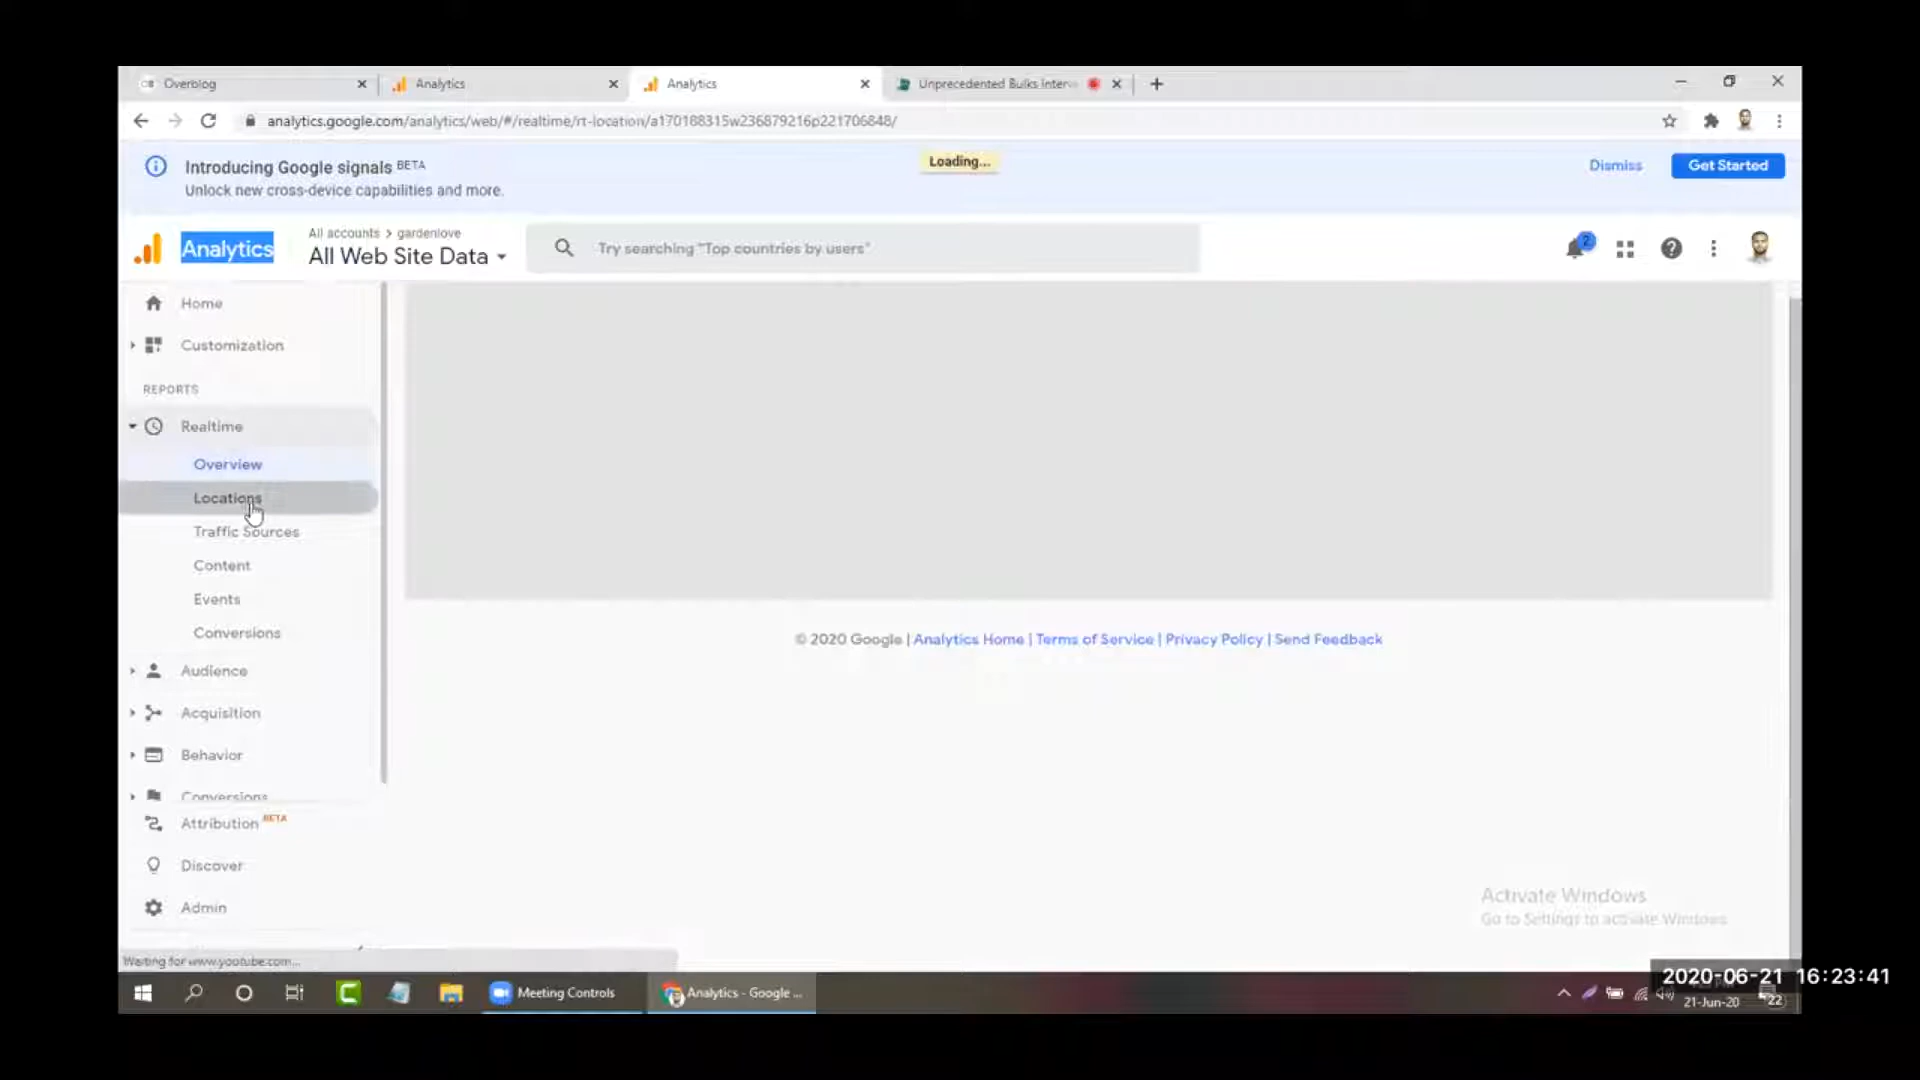 Overblog
Analytics
Analytics
Unprecedented Bulks Interv
analytics.google.com/analytics/web/#/realtime/rt-location/a170188315w236879216p221706848/
Introducing Google signals BETA
Unlock new cross-device capabilities and more.
Loading...
Dismiss
Get Started
Analytics
All accounts > gardenlove
All Web Site Data
Try searching "Top countries by users"
2
Home
Customization
REPORTS
Realtime
Overview
Locations
Traffic Sources
Content
Events
Conversions
Audience
Acquisition
Behavior
Conversions
Attribution BETA
Discover
Admin
© 2020 Google | Analytics Home | Terms of Service | Privacy Policy | Send Feedback
Activate Windows
Go to Settings to activate Windows.
Waiting for www.youtube.com...
Meeting Controls
Analytics - Google ...
2020-06-21 16:23:41
21-Jun-20
22